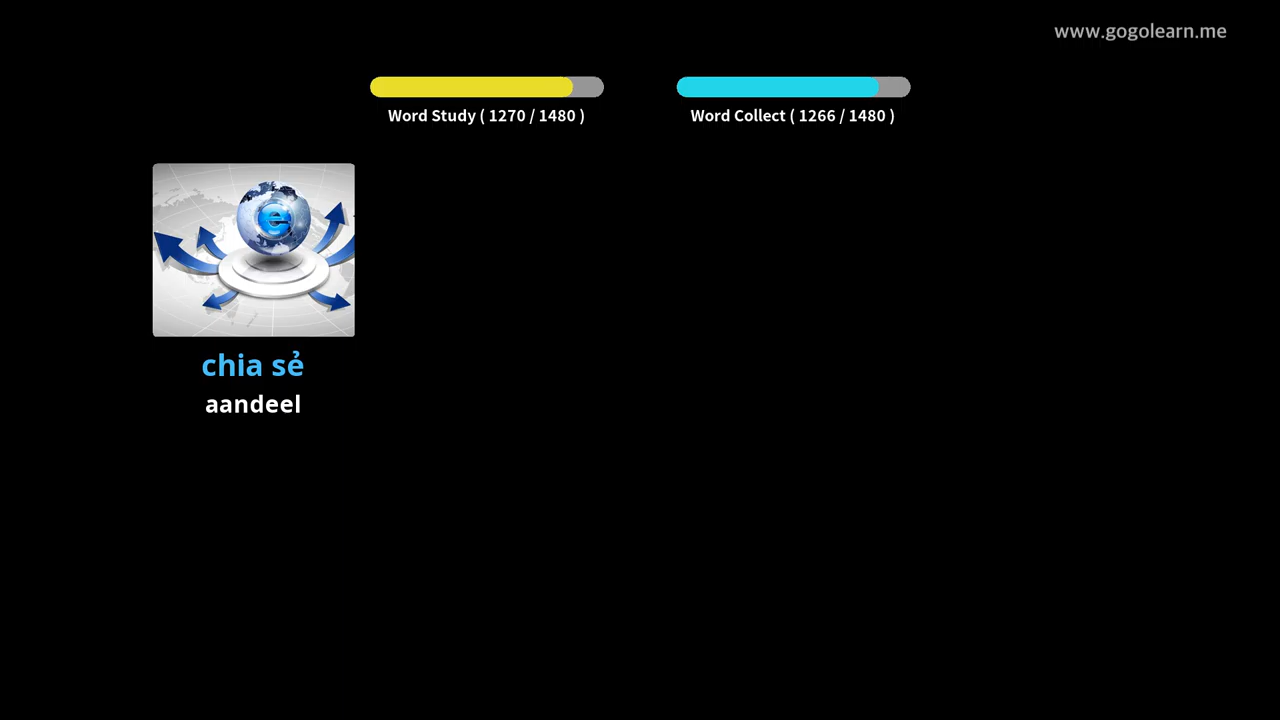 www.gogolearn.me
Word Study ( 1270 / 1480 )
Word Collect ( 1266 / 1480 )
e
chia sẻ
aandeel